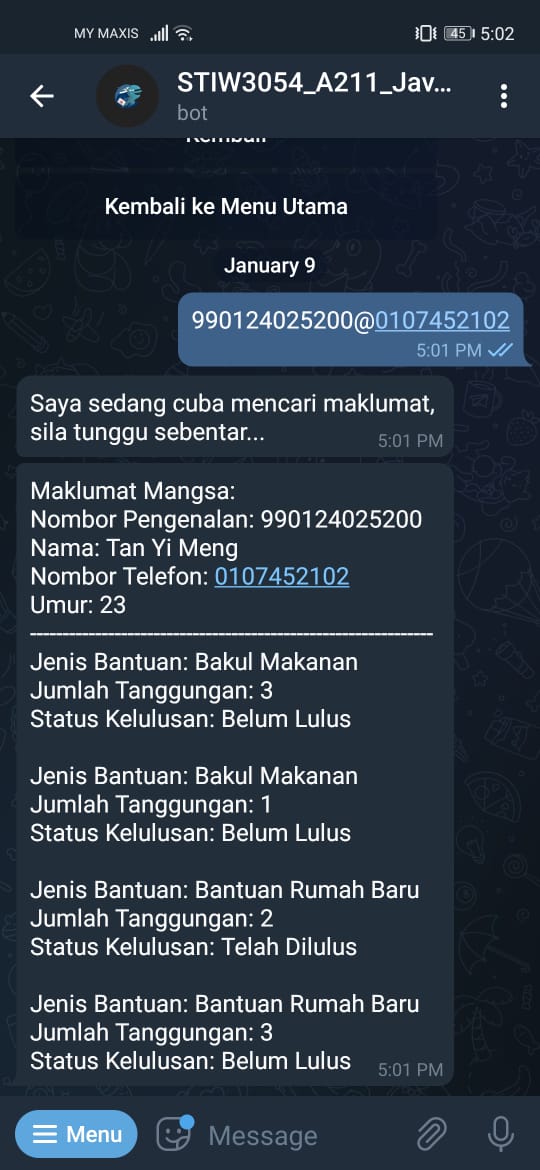 MY MAXIS
45 5:02
STIW3054_A211_Jav...
bot
Kembali
Kembali ke Menu Utama
January 9
990124025200@0107452102
5:01 PM
Saya sedang cuba mencari maklumat,
sila tunggu sebentar...
5:01 PM
Maklumat Mangsa:
Nombor Pengenalan: 990124025200
Nama: Tan Yi Meng
Nombor Telefon: 0107452102
Umur: 23
----------------------------------------------------------------
Jenis Bantuan: Bakul Makanan
Jumlah Tanggungan: 3
Status Kelulusan: Belum Lulus
Jenis Bantuan: Bakul Makanan
Jumlah Tanggungan: 1
Status Kelulusan: Belum Lulus
Jenis Bantuan: Bantuan Rumah Baru
Jumlah Tanggungan: 2
Status Kelulusan: Telah Dilulus
Jenis Bantuan: Bantuan Rumah Baru
Jumlah Tanggungan: 3
Status Kelulusan: Belum Lulus
5:01 PM
Menu
Message